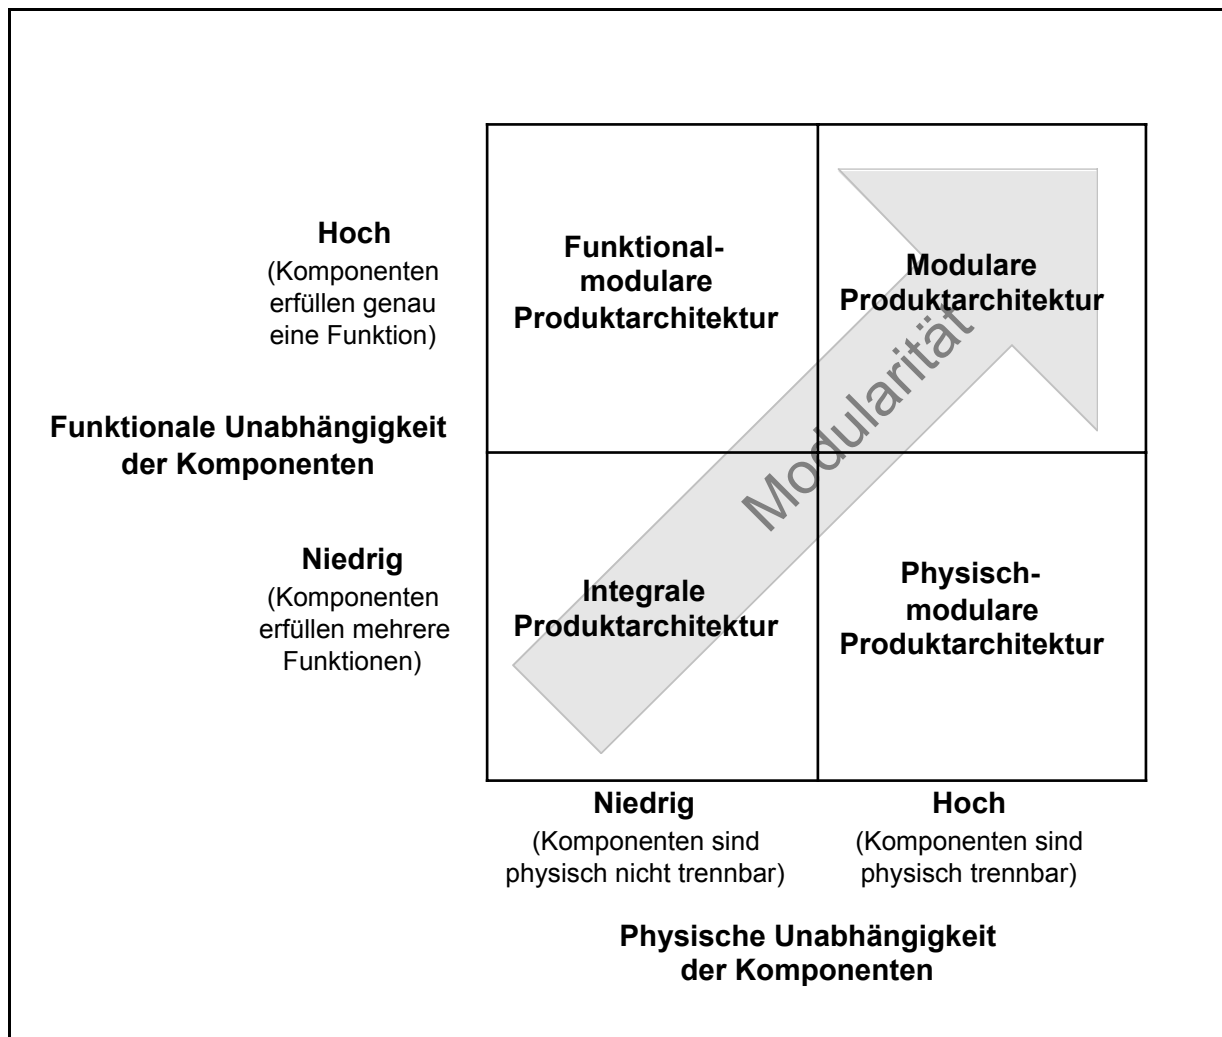 Hoch
(Komponenten
erfüllen genau
eine Funktion)
Funktionale Unabhängigkeit
der Komponenten
Niedrig
(Komponenten
erfüllen mehrere
Funktionen)
Funktional-
modulare
Produktarchitektur
Modulare
Produktarchitektur
Modularität
Integrale
Produktarchitektur
Physisch-
modulare
Produktarchitektur
Niedrig
(Komponenten sind
physisch nicht trennbar)
Hoch
(Komponenten sind
physisch trennbar)
Physische Unabhängigkeit
der Komponenten